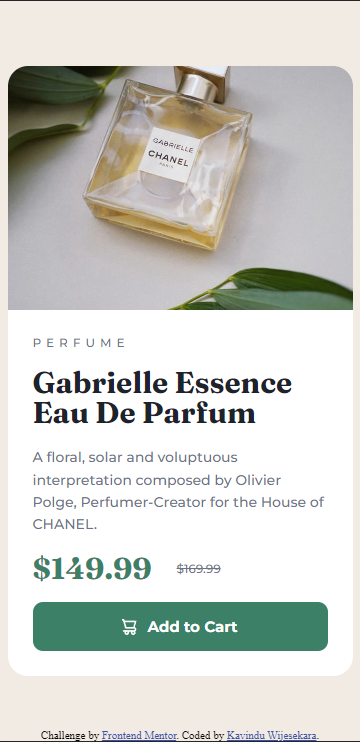 GABRIELLE
CHANEL
PARIS
PERFUME
Gabrielle Essence
Eau De Parfum
A floral, solar and voluptuous
interpretation composed by Olivier
Polge, Perfumer-Creator for the House of
CHANEL.
$149.99 $169.99
Add to Cart
Challenge by Frontend Mentor. Coded by Kavindu Wijesekara.